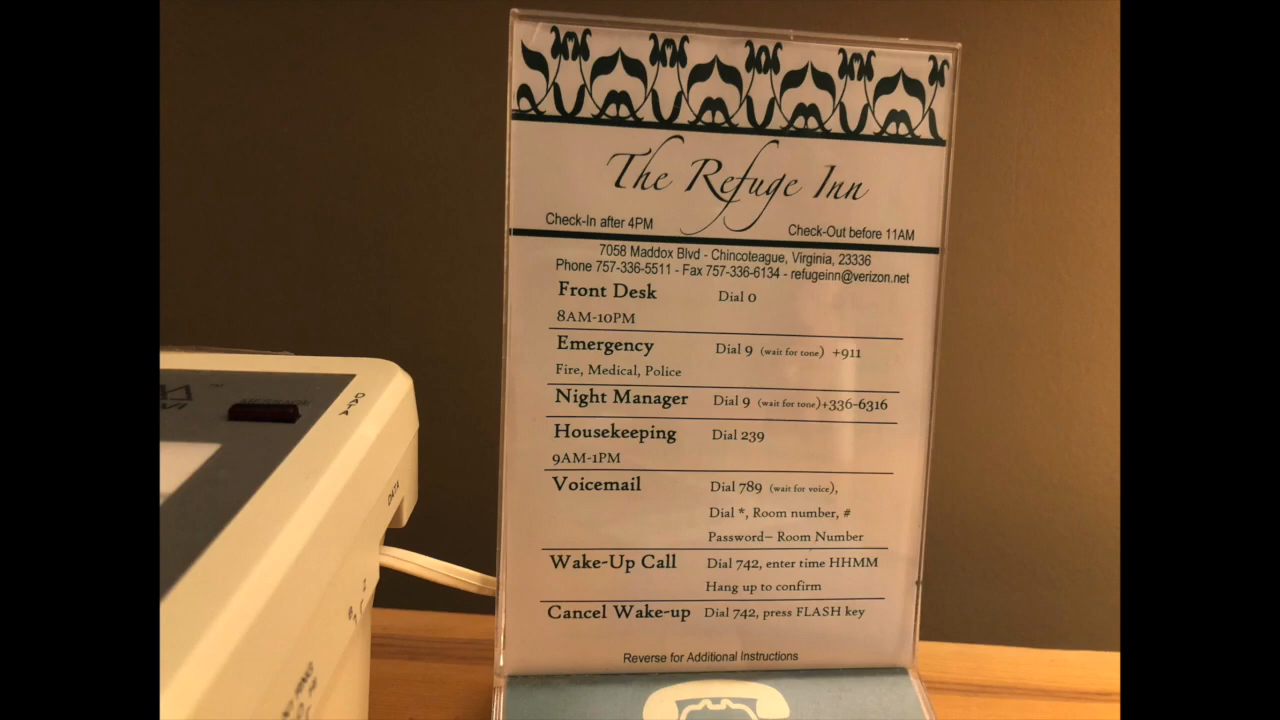 The Refuge Inn
Check-In after 4PM
Check-Out before 11AM
7058 Maddox Blvd - Chincoteague, Virginia, 23336
Phone 757-336-5511 - Fax 757-336-6134 - refugeinn@verizon.net
Front Desk Dial 0
8AM-10PM
Emergency Dial 9 (wait for tone) +911
Fire, Medical, Police
Night Manager Dial 9 (wait for tone)+336-6316
Housekeeping Dial 239
9AM-1PM
Voicemail Dial 789 (wait for voice),
Dial *, Room number, #
Password– Room Number
Wake-Up Call Dial 742, enter time HHMM
Hang up to confirm
Cancel Wake-up Dial 742, press FLASH key
Reverse for Additional Instructions
MESSAGE
DATA